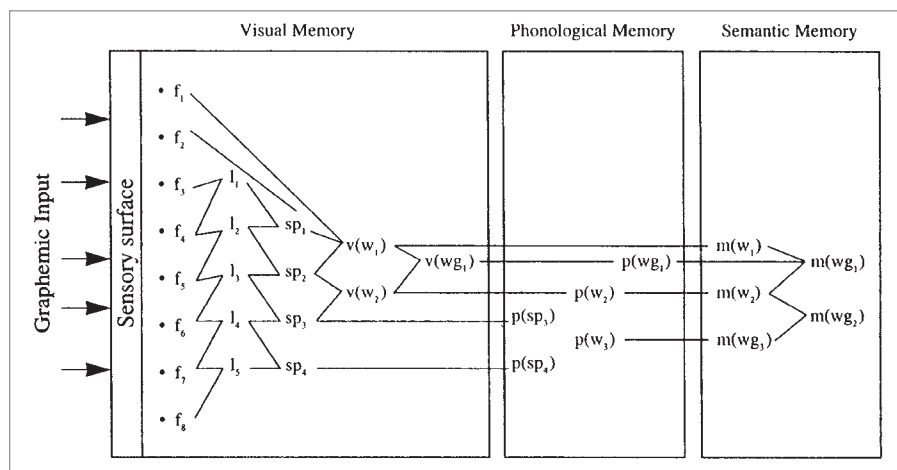 Visual Memory
Phonological Memory
Semantic Memory
Graphemic Input
Sensory surface
• f₁
• f₂
• f₃
• f₄
• f₅
• f₆
• f₇
• f₈
l₁
l₂
l₃
l₄
l₅
sp₁
sp₂
sp₃
sp₄
v(w₁)
v(w₂)
v(wg₁)
p(wg₁)
p(w₂)
p(sp₃)
p(w₃)
p(sp₄)
m(w₁)
m(w₂)
m(wg₃)
m(wg₁)
m(wg₂)